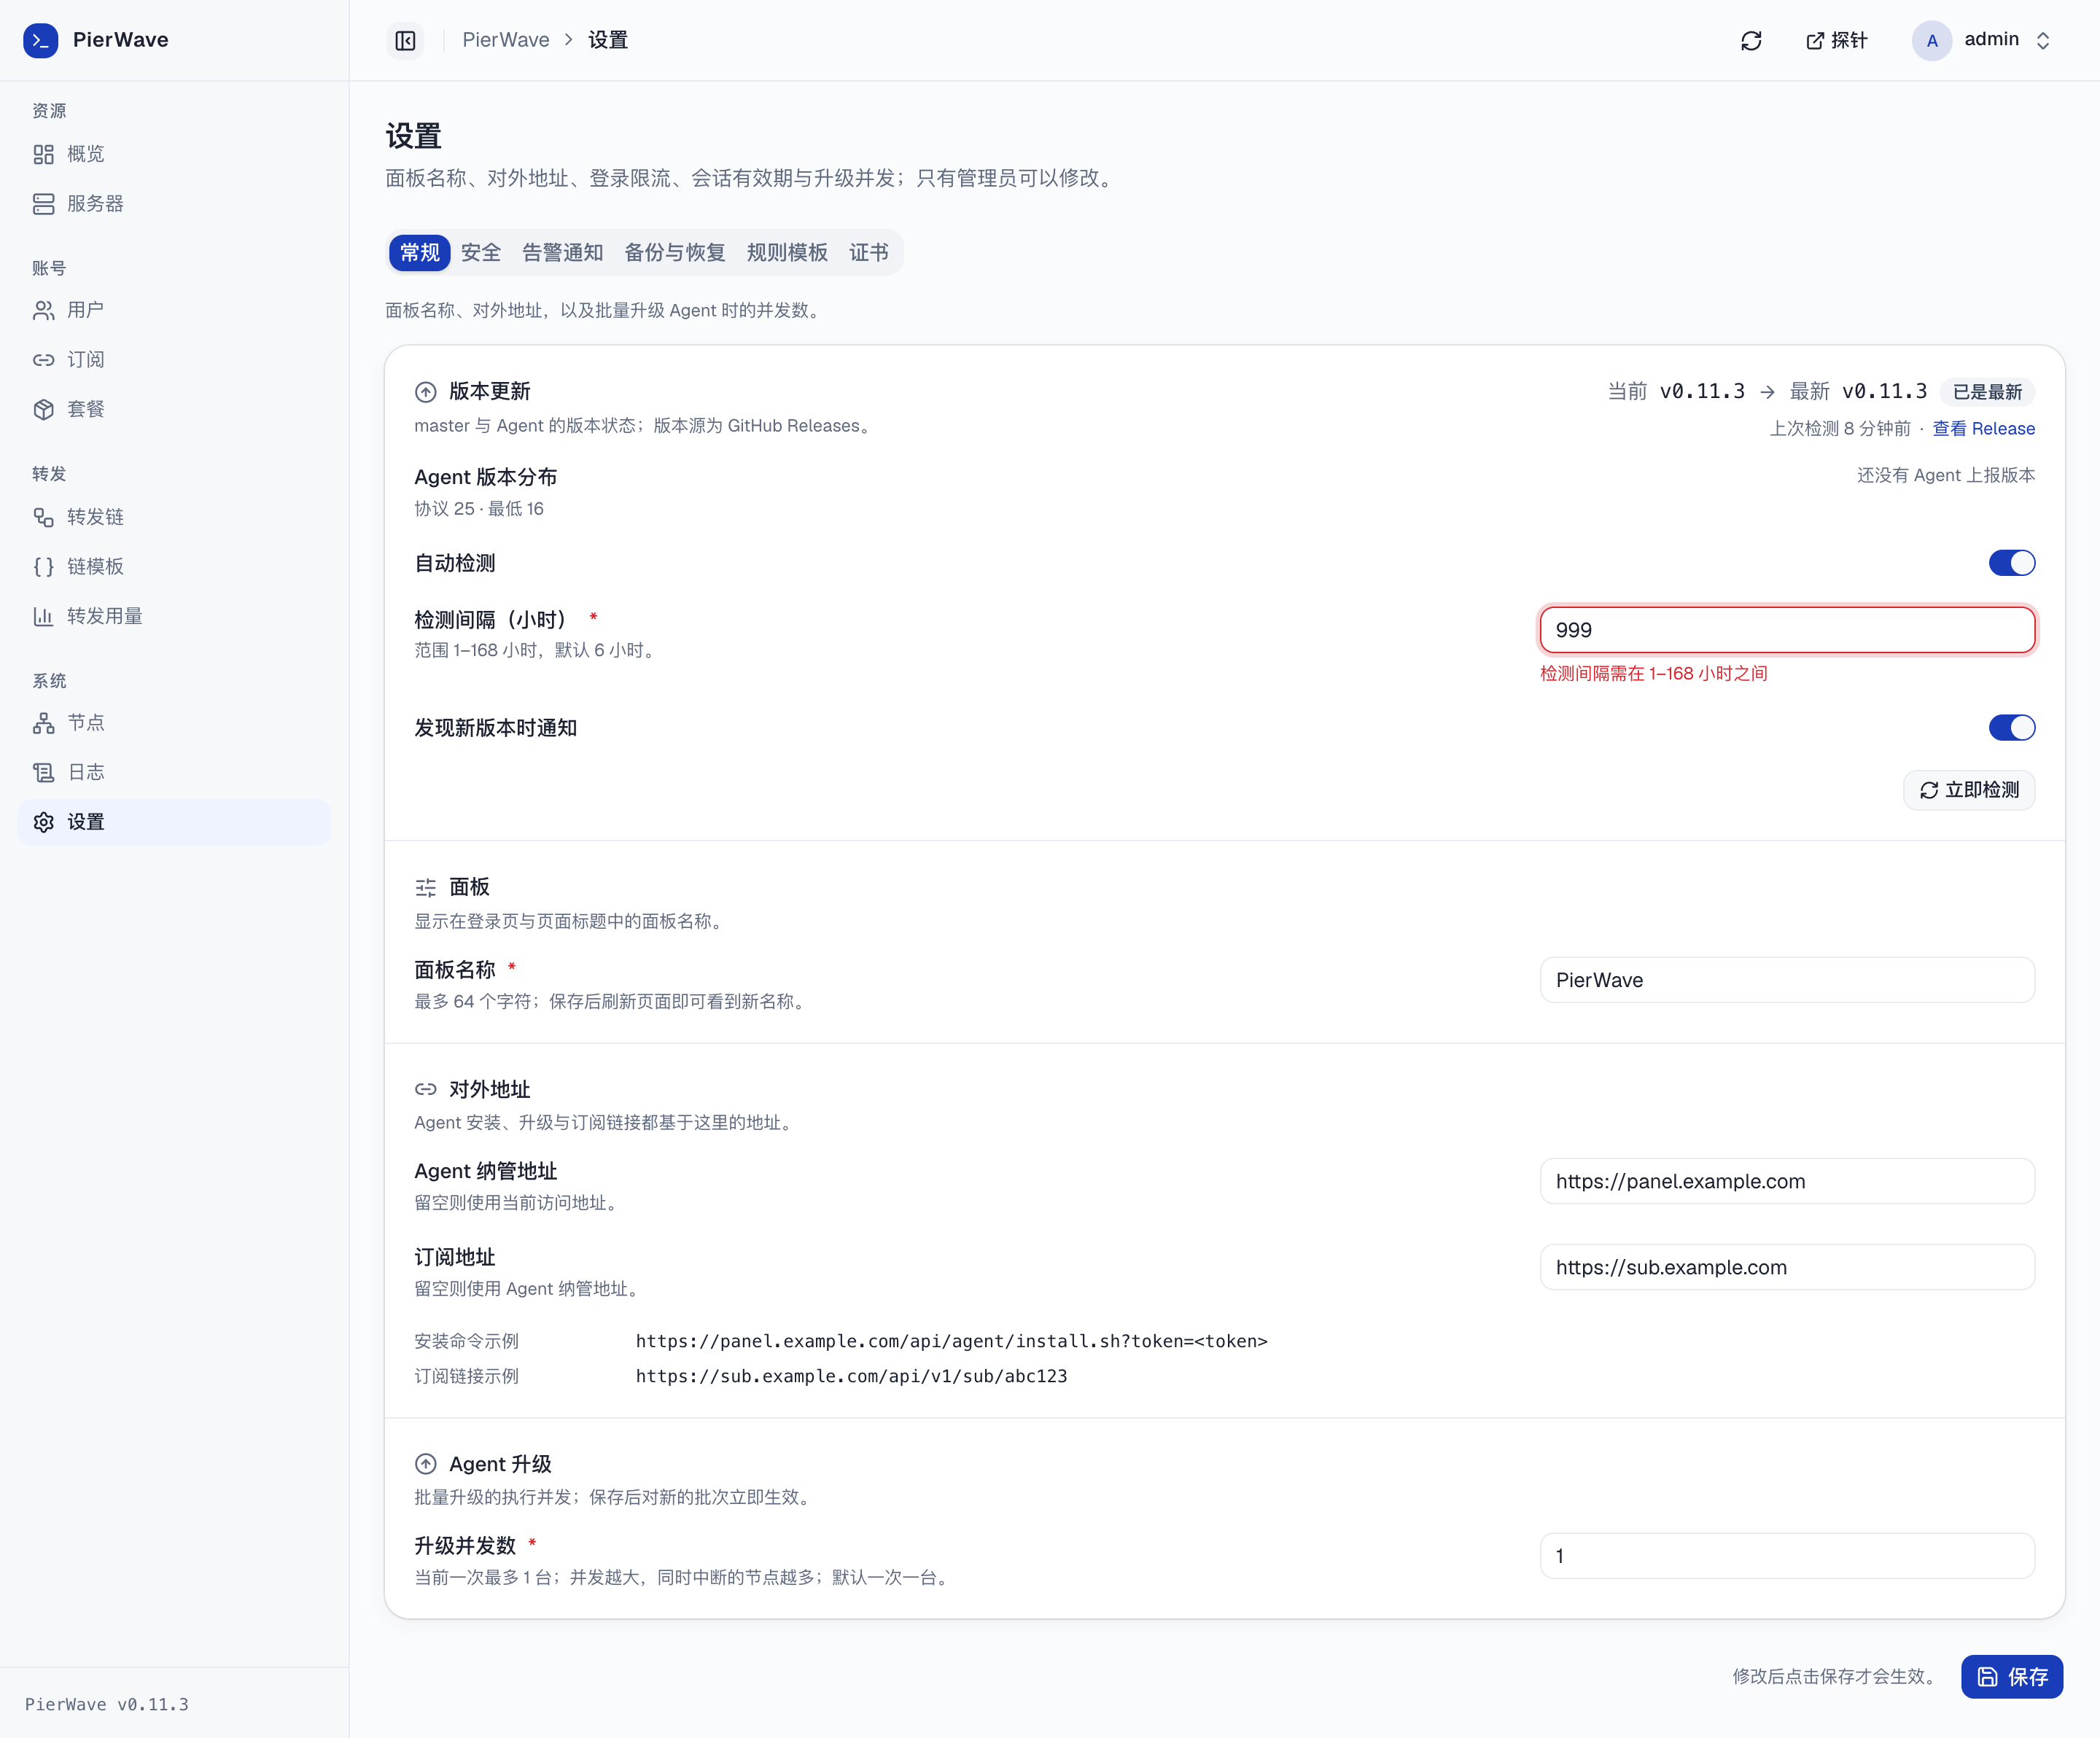 PierWave
PierWave > 设置
探针
A
admin
资源
概览
服务器
账号
用户
订阅
套餐
转发
转发链
链模板
转发用量
系统
节点
日志
设置
PierWave v0.11.3
设置
面板名称、对外地址、登录限流、会话有效期与升级并发；只有管理员可以修改。
常规 安全 告警通知 备份与恢复 规则模板 证书
面板名称、对外地址，以及批量升级 Agent 时的并发数。
版本更新
master 与 Agent 的版本状态；版本源为 GitHub Releases。
当前 v0.11.3 → 最新 v0.11.3 已是最新
上次检测 8 分钟前 · 查看 Release
Agent 版本分布
协议 25 · 最低 16
还没有 Agent 上报版本
自动检测
检测间隔（小时） *
范围 1–168 小时，默认 6 小时。
999
检测间隔需在 1–168 小时之间
发现新版本时通知
立即检测
面板
显示在登录页与页面标题中的面板名称。
面板名称 *
最多 64 个字符；保存后刷新页面即可看到新名称。
PierWave
对外地址
Agent 安装、升级与订阅链接都基于这里的地址。
Agent 纳管地址
留空则使用当前访问地址。
https://panel.example.com
订阅地址
留空则使用 Agent 纳管地址。
https://sub.example.com
安装命令示例 https://panel.example.com/api/agent/install.sh?token=<token>
订阅链接示例 https://sub.example.com/api/v1/sub/abc123
Agent 升级
批量升级的执行并发；保存后对新的批次立即生效。
升级并发数 *
当前一次最多 1 台；并发越大，同时中断的节点越多；默认一次一台。
1
修改后点击保存才会生效。
保存